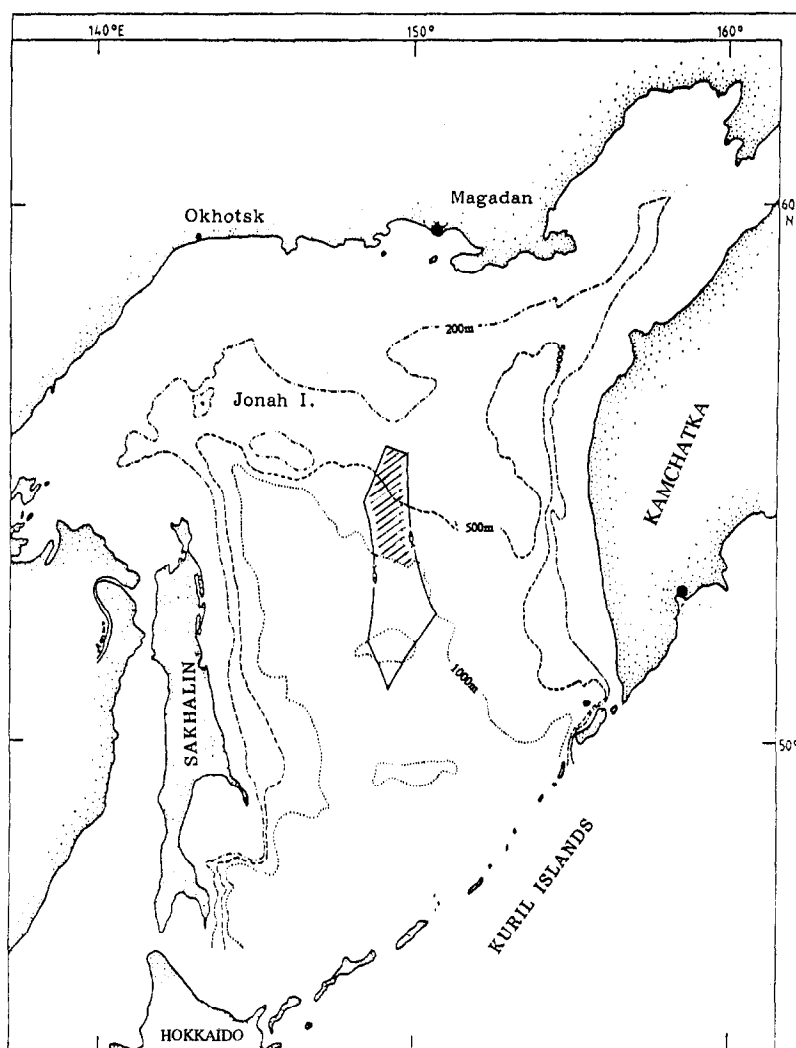 140°E 150° 160°
Magadan
Okhotsk
60
N
200m
Jonah I.
KAMCHATKA
500m
1000m
SAKHALIN
50°
KURIL ISLANDS
HOKKAIDO